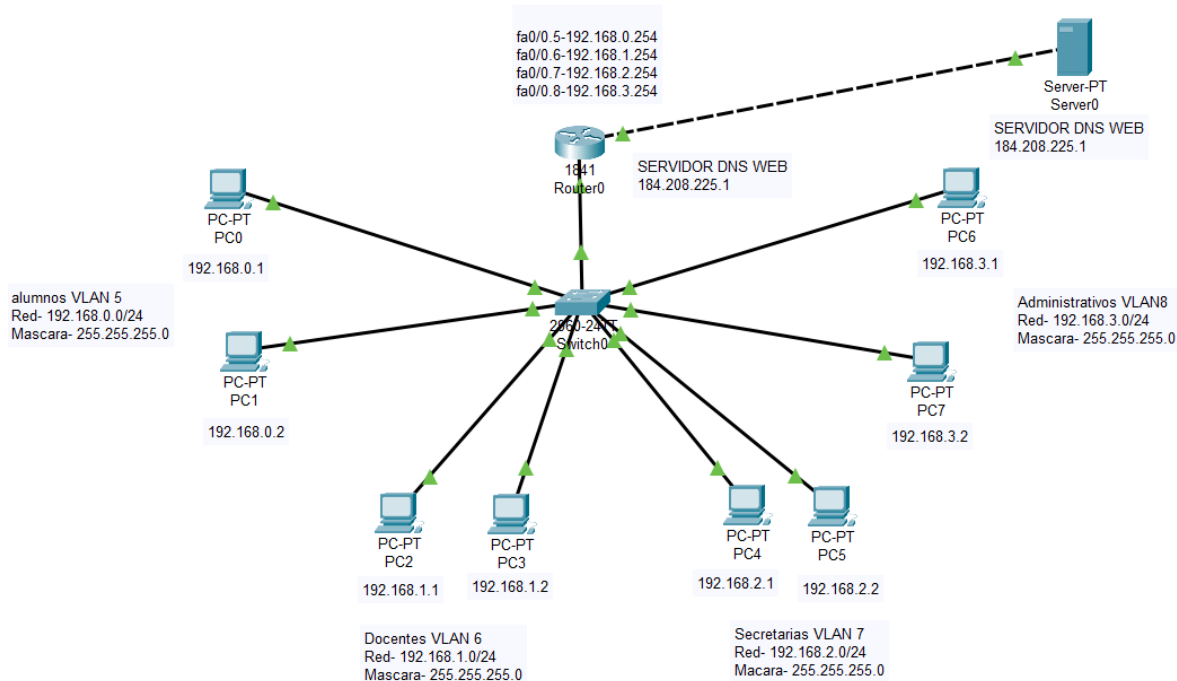 fa0/0.5-192.168.0.254
fa0/0.6-192.168.1.254
fa0/0.7-192.168.2.254
fa0/0.8-192.168.3.254
Server-PT
Server0
SERVIDOR DNS WEB
184.208.225.1
1841
Router0
SERVIDOR DNS WEB
184.208.225.1
PC-PT
PC0
192.168.0.1
PC-PT
PC6
192.168.3.1
alumnos VLAN 5
Red- 192.168.0.0/24
Mascara- 255.255.255.0
2960-24TT
Switch0
Administrativos VLAN8
Red- 192.168.3.0/24
Mascara- 255.255.255.0
PC-PT
PC1
192.168.0.2
PC-PT
PC7
192.168.3.2
PC-PT
PC2
192.168.1.1
PC-PT
PC3
192.168.1.2
PC-PT
PC4
192.168.2.1
PC-PT
PC5
192.168.2.2
Docentes VLAN 6
Red- 192.168.1.0/24
Mascara- 255.255.255.0
Secretarias VLAN 7
Red- 192.168.2.0/24
Macara- 255.255.255.0